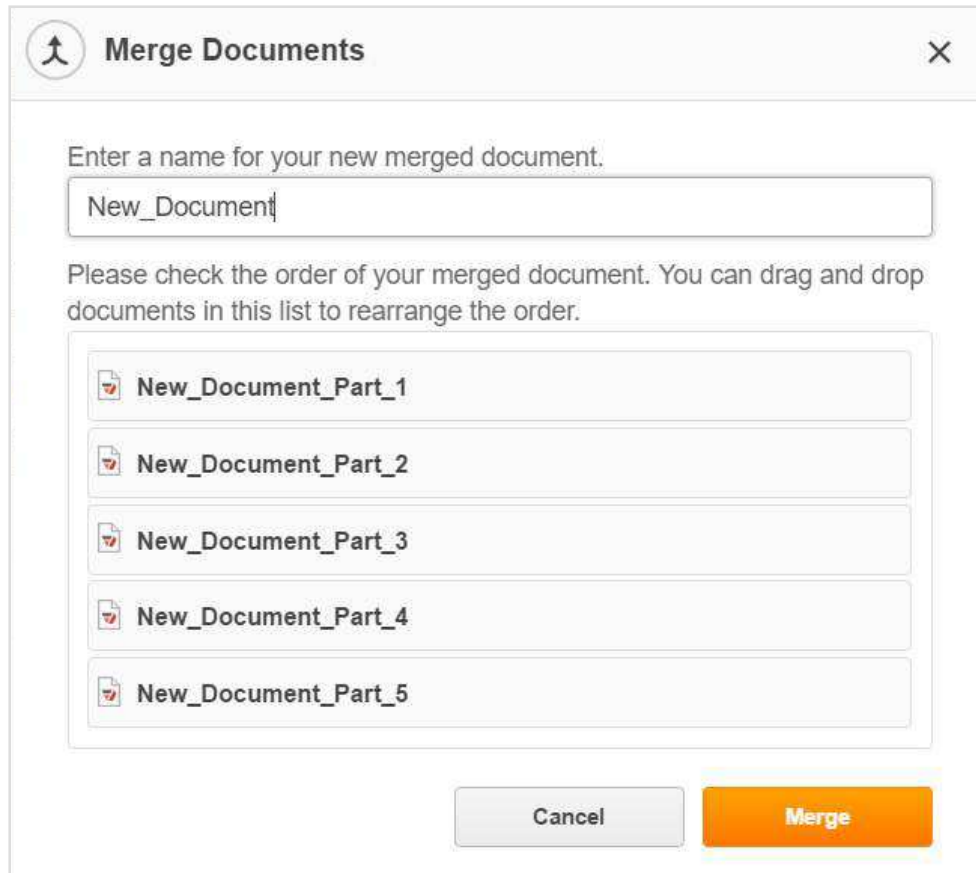 Merge Documents
Enter a name for your new merged document.
New_Document
Please check the order of your merged document. You can drag and drop
documents in this list to rearrange the order.
New_Document_Part_1
New_Document_Part_2
New_Document_Part_3
New_Document_Part_4
New_Document_Part_5
Cancel
Merge